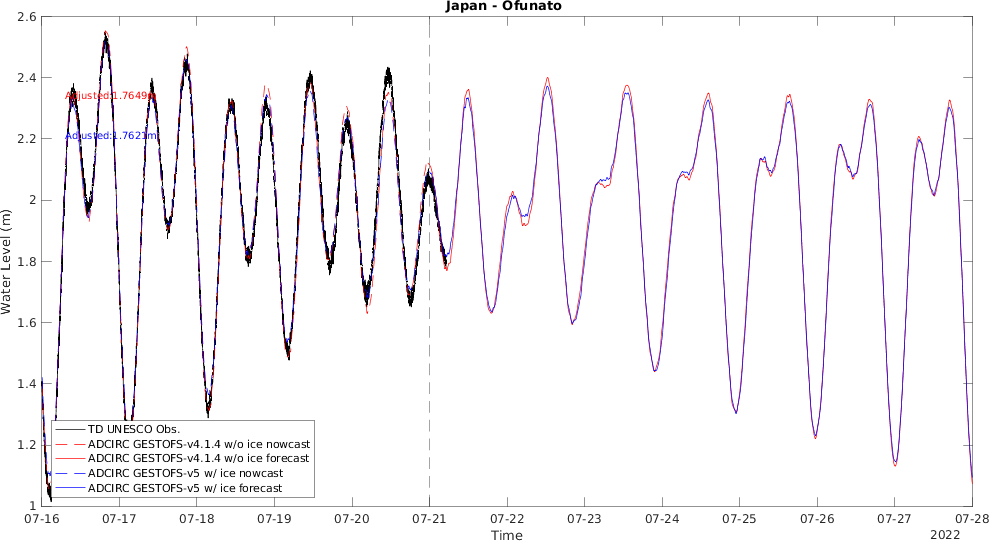 Japan - Ofunato
2.6
2.4
2.2
2
1.8
1.6
1.4
1.2
1
Water Level (m)
Adjusted:1.7649m
Adjusted:1.7621m
TD UNESCO Obs.
ADCIRC GESTOFS-v4.1.4 w/o ice nowcast
ADCIRC GESTOFS-v4.1.4 w/o ice forecast
ADCIRC GESTOFS-v5 w/ ice nowcast
ADCIRC GESTOFS-v5 w/ ice forecast
07-16 07-17 07-18 07-19 07-20 07-21 07-22 07-23 07-24 07-25 07-26 07-27 07-28
Time
2022